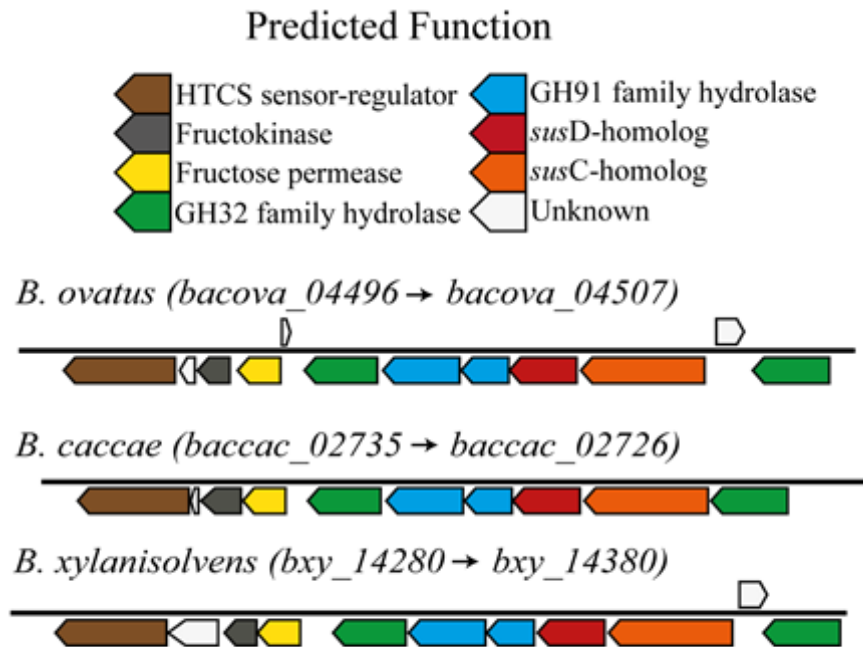 Predicted Function
HTCS sensor-regulator
Fructokinase
Fructose permease
GH32 family hydrolase
GH91 family hydrolase
susD-homolog
susC-homolog
Unknown
B. ovatus (bacova_04496→ bacova_04507)
B. caccae (baccac_02735→ baccac_02726)
B. xylanisolvens (bxy_14280→ bxy_14380)